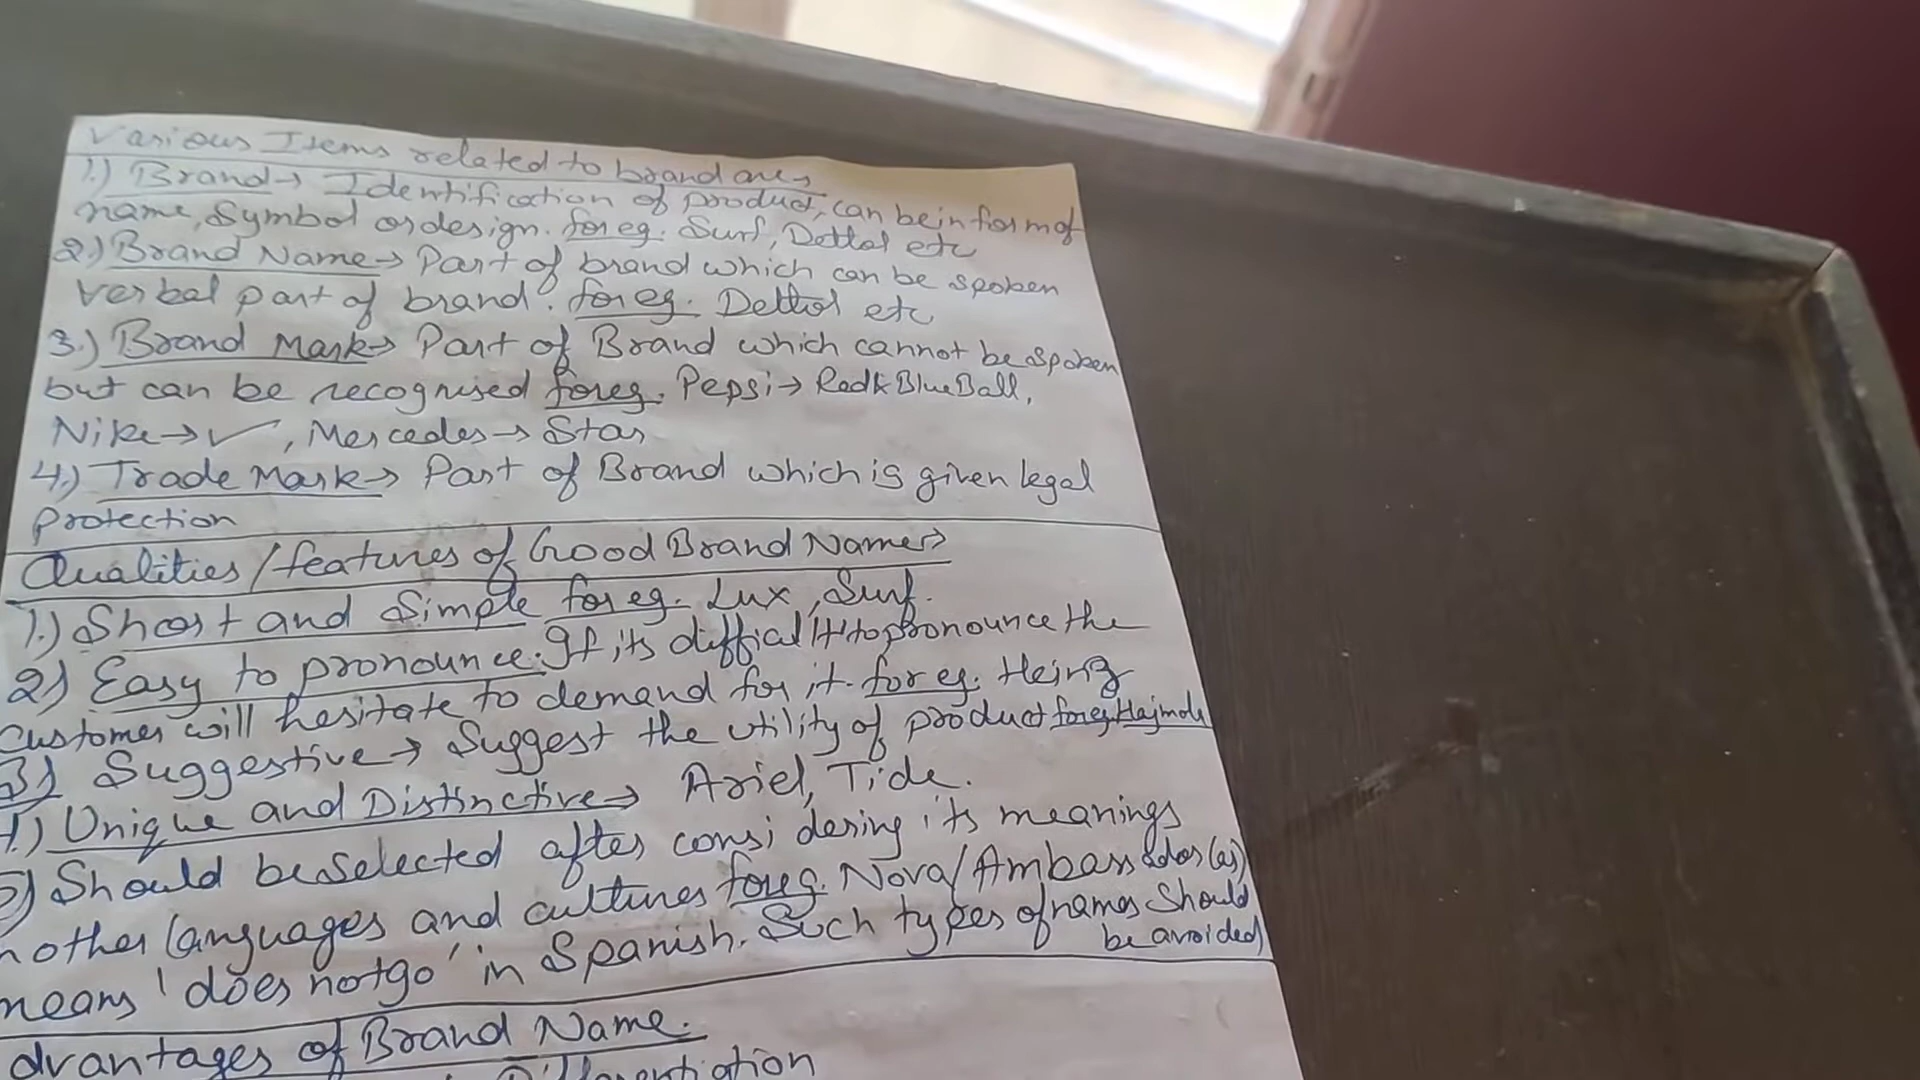 Various Items related to brand are→
1.) Brand→ Identification of product, can be in form of
name, Symbol or design. for eg. Surf, Dettol etc
2.) Brand Name→ Part of brand which can be spoken
verbal part of brand. for eg. Dettol etc
3.) Brand Mark→ Part of Brand which cannot be spoken
but can be recognised for eg. Pepsi→ Red & Blue Ball,
Nike→ ✓, Mercedes→ Star
4.) Trade Mark→ Part of Brand which is given legal
protection
Qualities/features of Good Brand Name→
1.) Short and Simple for eg. Lux, Surf.
2) Easy to pronounce. If its difficult to pronounce the
customer will hesitate to demand for it. for eg.
3) Suggestive→ Suggest the utility of product for eg. Hajmola
4.) Unique and Distinctive→ Ariel, Tide.
5) Should be selected after considering its meanings
n other languages and cultures for eg. Nova/Ambassador (as)
means 'does not go' in Spanish. Such types of names should
be avoided
dvantages of Brand Name.
Differentiation